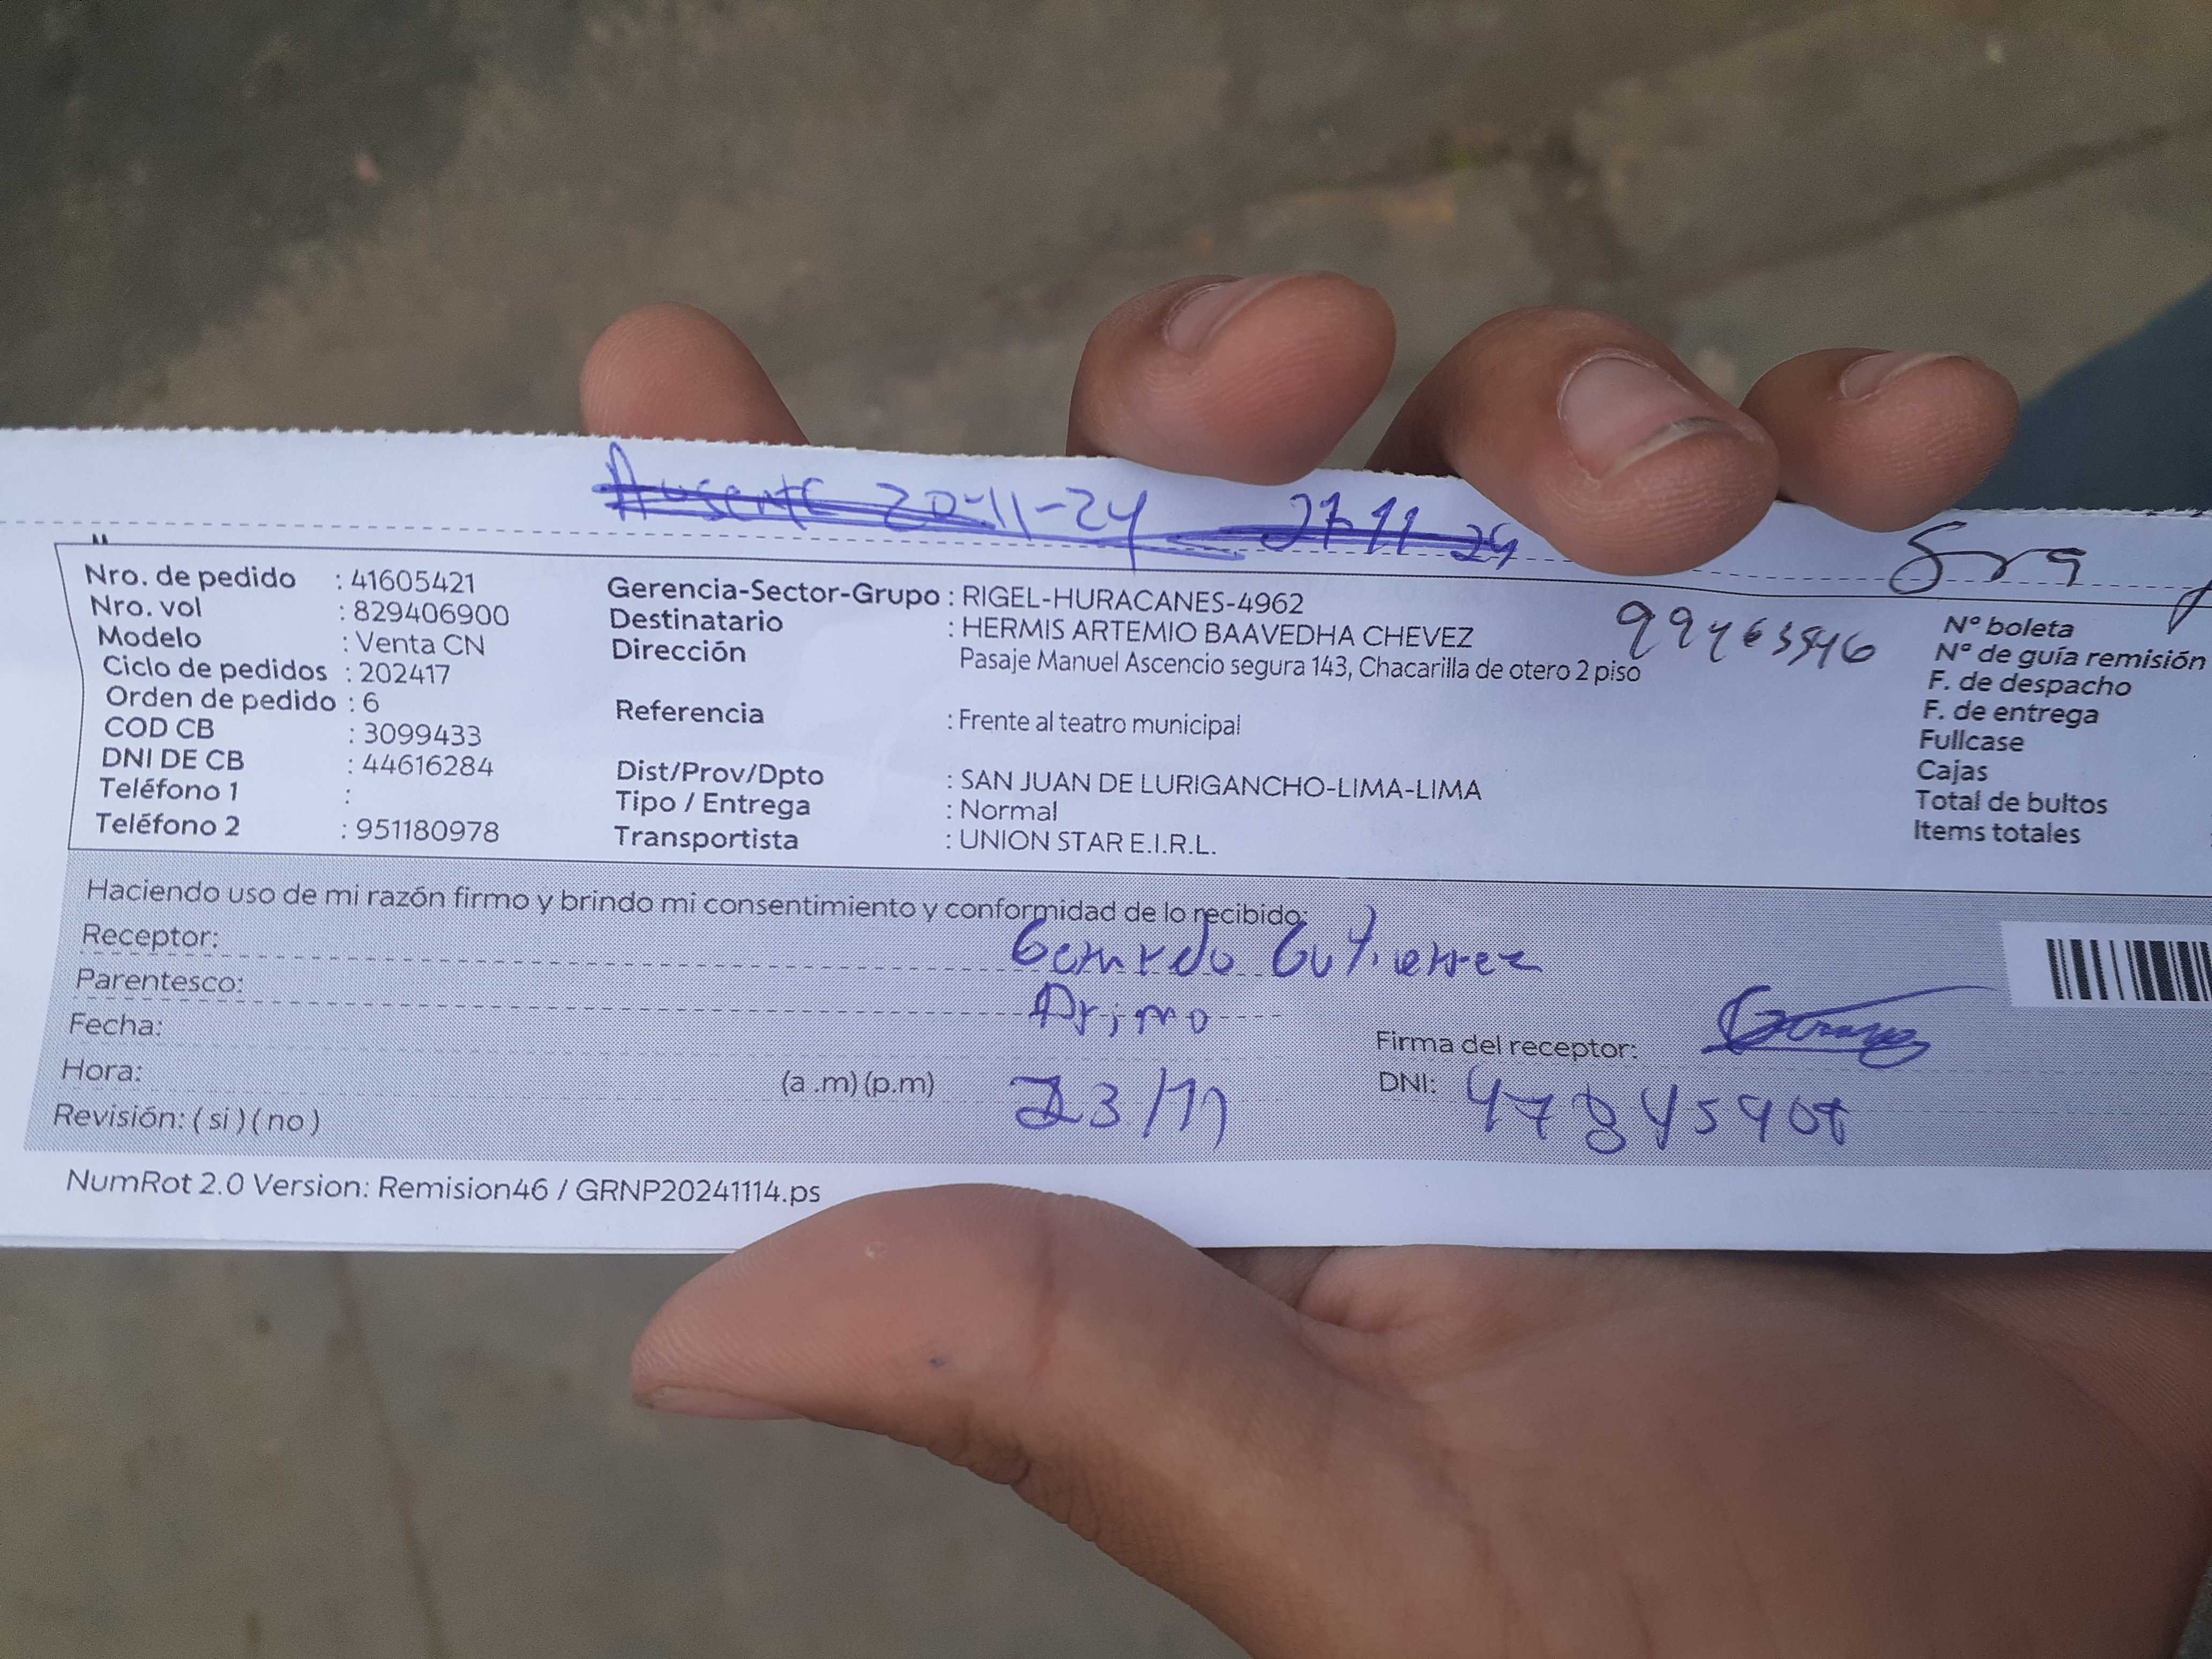 Ausente 20-11-24 27-11-24
Sra
Nro. de pedido : 41605421
Nro. vol : 829406900
Modelo : Venta CN
Ciclo de pedidos : 202417
Orden de pedido : 6
COD CB : 3099433
DNI DE CB : 44616284
Teléfono 1 :
Teléfono 2 : 951180978
Gerencia-Sector-Grupo : RIGEL-HURACANES-4962
Destinatario : HERMIS ARTEMIO BAAVEDHA CHEVEZ
Dirección Pasaje Manuel Ascencio segura 143, Chacarilla de otero 2 piso
Referencia : Frente al teatro municipal
Dist/Prov/Dpto : SAN JUAN DE LURIGANCHO-LIMA-LIMA
Tipo / Entrega : Normal
Transportista : UNION STAR E.I.R.L.
N° boleta
N° de guía remisión
F. de despacho
F. de entrega
Fullcase
Cajas
Total de bultos
Items totales
Haciendo uso de mi razón firmo y brindo mi consentimiento y conformidad de lo recibido:
Receptor: Gutierrez
Parentesco: Primo
Fecha:
Hora: (a .m) (p.m) 23/11
Revisión: ( si ) ( no )
Firma del receptor:
DNI:
NumRot 2.0 Version: Remision46 / GRNP20241114.ps